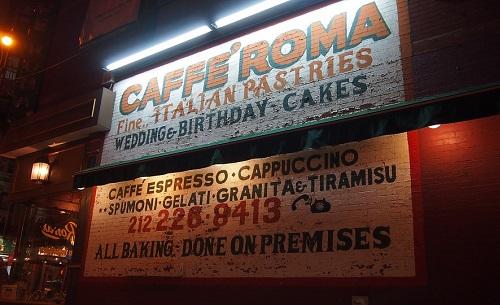 CAFFE' ROMA
Fine. ITALIAN PASTRIES
WEDDING & BIRTHDAY · CAKES
CAFFE ESPRESSO · CAPPUCCINO
SPUMONI · GELATI · GRANITA & TIRAMISU
212·226·8413
ALL BAKING · DONE ON PREMISES
Roma